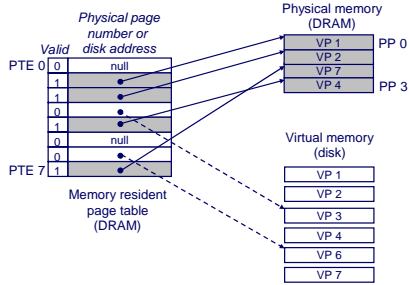 Physical page
number or
disk address
Valid
PTE 0
0
null
1
1
0
1
0
null
0
PTE 7
1
Memory resident
page table
(DRAM)
Physical memory
(DRAM)
VP 1
PP 0
VP 2
VP 7
VP 4
PP 3
Virtual memory
(disk)
VP 1
VP 2
VP 3
VP 4
VP 6
VP 7